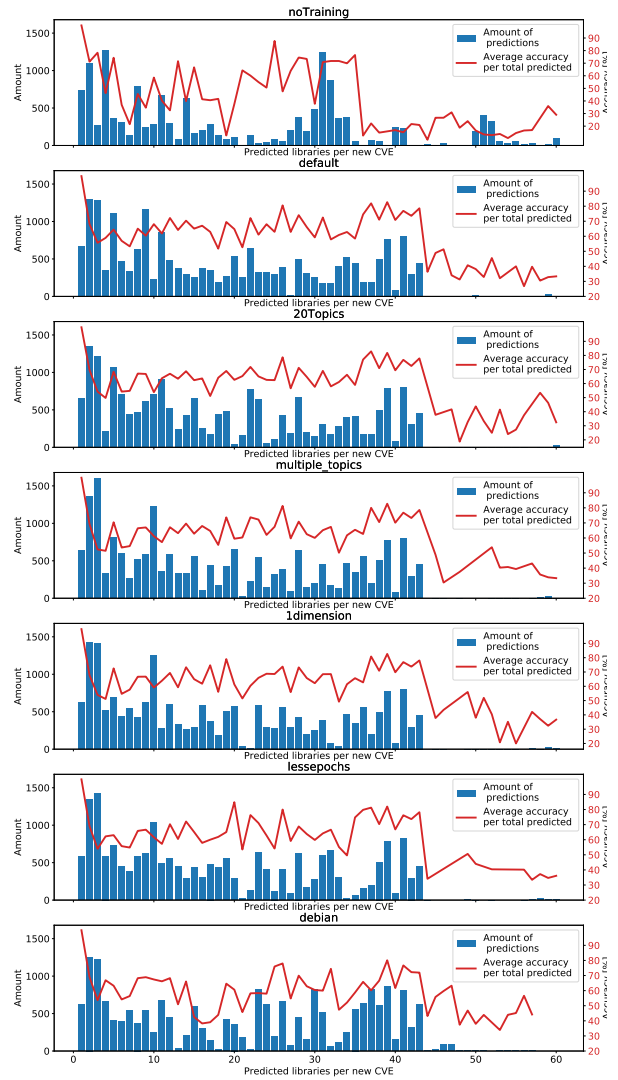 noTraining
1500
1000
500
0
Amount
90
80
70
60
50
40
30
20
Accuracy [%]
Amount of
predictions
Average accuracy
per total predicted
Predicted libraries per new CVE
default
1500
1000
500
0
Amount
90
80
70
60
50
40
30
20
Accuracy [%]
Amount of
predictions
Average accuracy
per total predicted
Predicted libraries per new CVE
20Topics
1500
1000
500
0
Amount
90
80
70
60
50
40
30
20
Accuracy [%]
Amount of
predictions
Average accuracy
per total predicted
Predicted libraries per new CVE
multiple_topics
1500
1000
500
0
Amount
90
80
70
60
50
40
30
20
Accuracy [%]
Amount of
predictions
Average accuracy
per total predicted
Predicted libraries per new CVE
1dimension
1500
1000
500
0
Amount
90
80
70
60
50
40
30
20
Accuracy [%]
Amount of
predictions
Average accuracy
per total predicted
Predicted libraries per new CVE
lessepochs
1500
1000
500
0
Amount
90
80
70
60
50
40
30
20
Accuracy [%]
Amount of
predictions
Average accuracy
per total predicted
Predicted libraries per new CVE
debian
1500
1000
500
0
Amount
90
80
70
60
50
40
30
20
Accuracy [%]
Amount of
predictions
Average accuracy
per total predicted
0 10 20 30 40 50 60